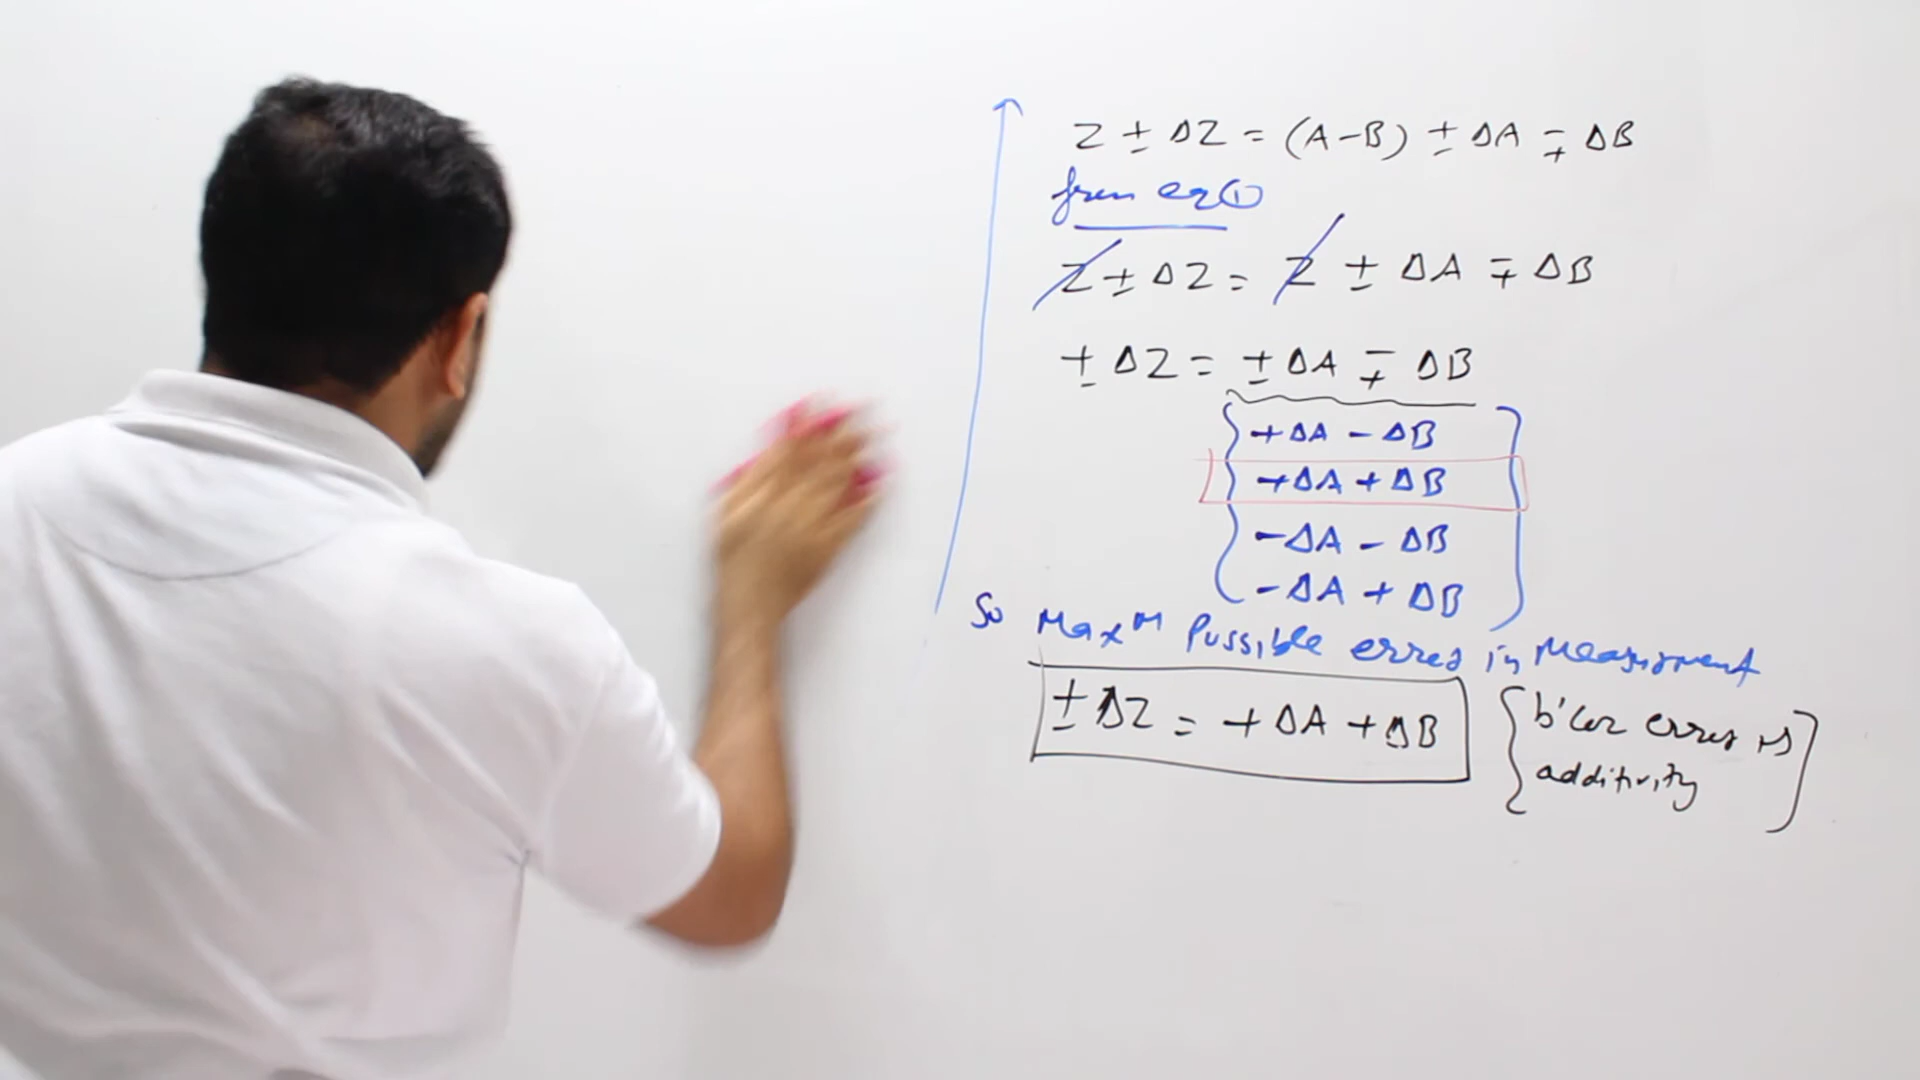 Z ± ΔZ = (A-B) ± ΔA ∓ ΔB
from eq ①
Z ± ΔZ = Z ± ΔA ∓ ΔB
± ΔZ = ± ΔA ∓ ΔB
+ΔA - ΔB
+ΔA + ΔB
-ΔA - ΔB
-ΔA + ΔB
So Maxᴹ Possible error in Measurment
± ΔZ = +ΔA + ΔB
b'coz error is
additivity